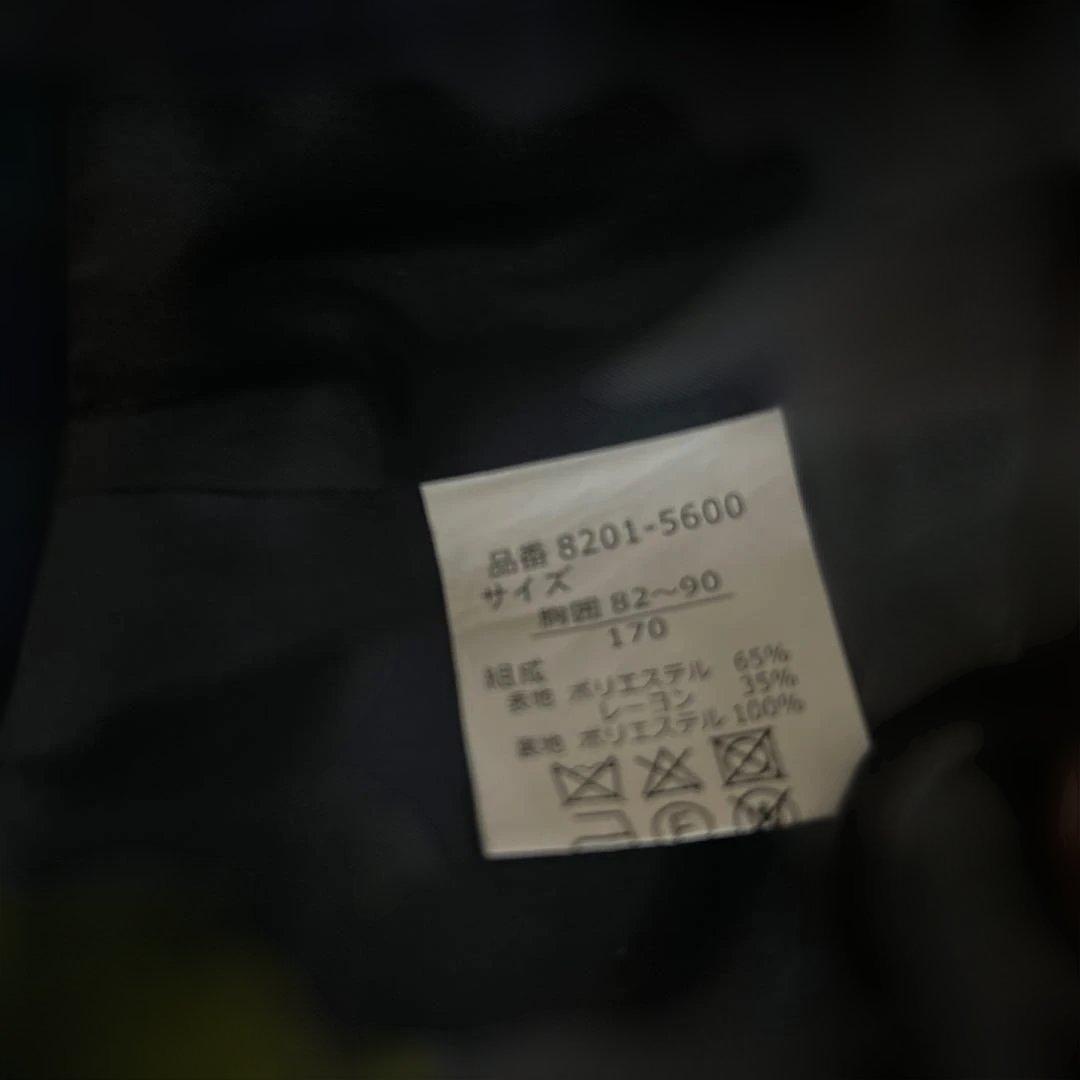 品番 8201-5600
サイズ
胸囲 82～90
170
組成
表地 ポリエステル 65%
レーヨン 35%
裏地 ポリエステル 100%
F
W